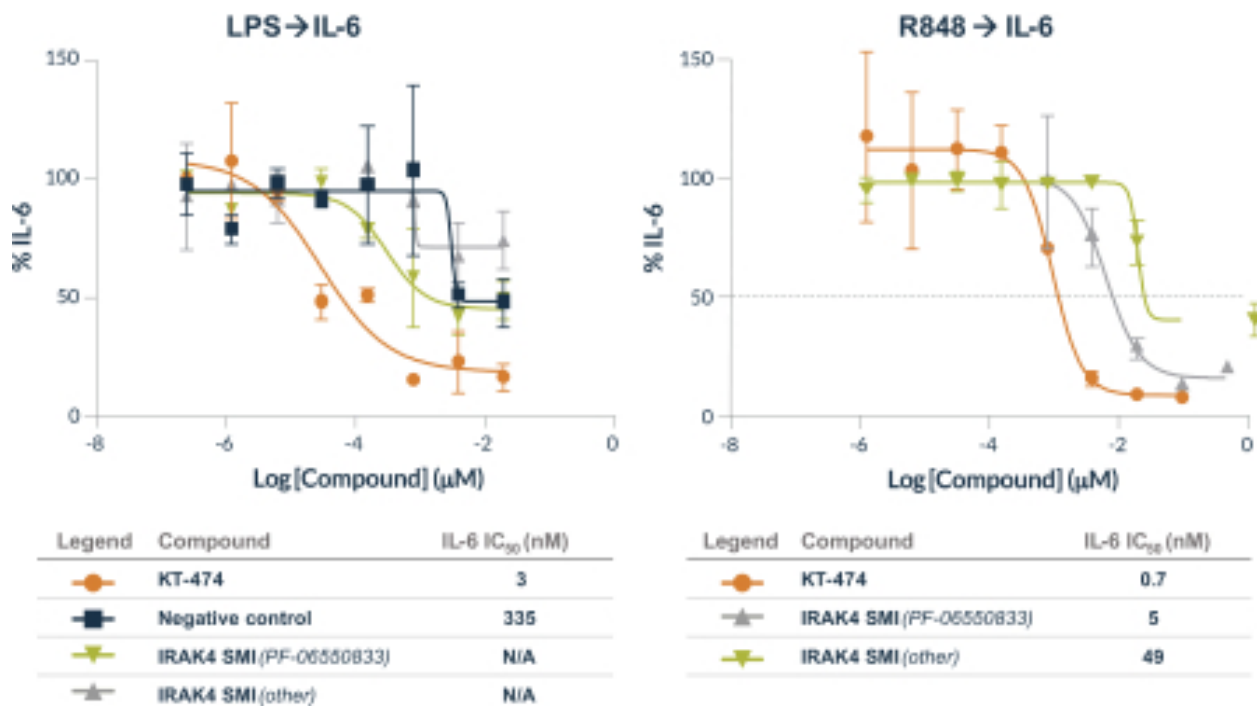 LPS→IL-6
150
100
50
0
% IL-6
-8 -6 -4 -2 0
Log[Compound](μM)
Legend Compound IL-6 IC₅₀ (nM)
KT-474 3
Negative control 335
IRAK4 SMI (PF-06550833) N/A
IRAK4 SMI (other) N/A
R848 → IL-6
150
100
50
0
% IL-6
-8 -6 -4 -2 0
Log[Compound] (μM)
Legend Compound IL-6 IC₅₀ (nM)
KT-474 0.7
IRAK4 SMI (PF-06550833) 5
IRAK4 SMI (other) 49